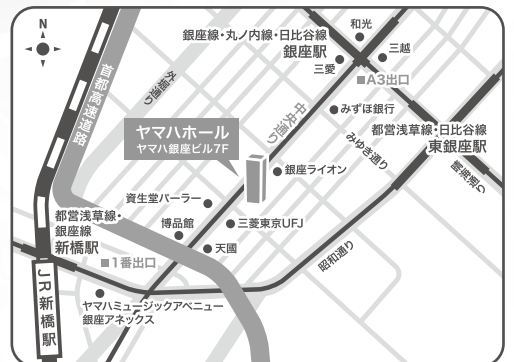 N
和光
銀座線・丸ノ内線・日比谷線
銀座駅
三越
三愛
A3出口
首都高速道路
外堀通り
中央通り
みずほ銀行
ヤマハホール
ヤマハ銀座ビル7F
みゆき通り
都営浅草線・日比谷線
東銀座駅
晴海通り
銀座ライオン
資生堂パーラー
都営浅草線・
銀座線
新橋駅
博品館
三菱東京UFJ
天國
1番出口
昭和通り
JR新橋駅
ヤマハミュージックアベニュー
銀座アネックス